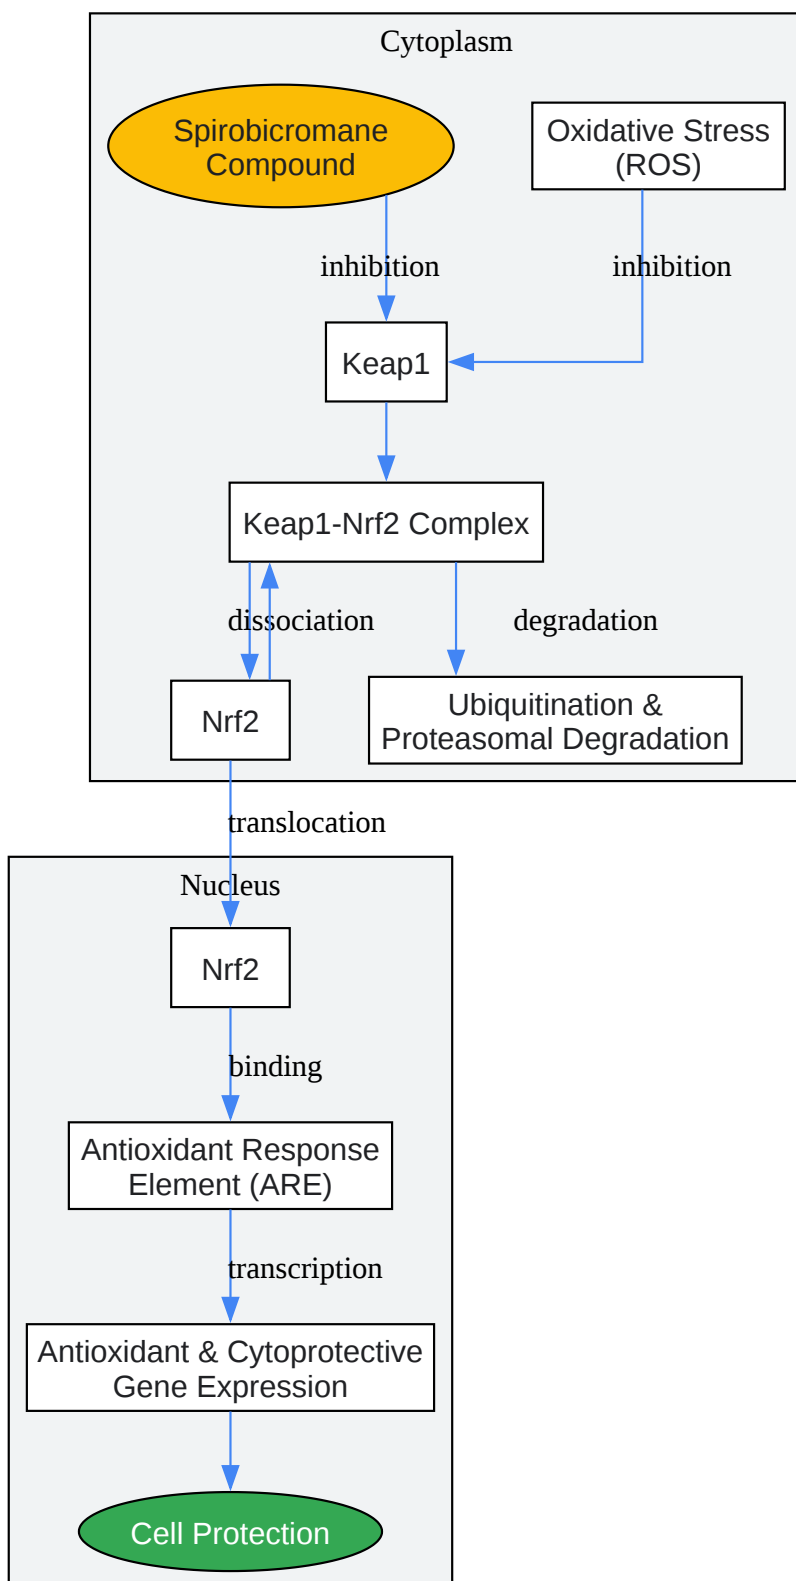 Cytoplasm
Spirobicromane
Compound
Oxidative Stress
(ROS)
inhibition
inhibition
Keap1
Keap1-Nrf2 Complex
dissociation
degradation
Nrf2
Ubiquitination &
Proteasomal Degradation
translocation
Nucleus
Nrf2
binding
Antioxidant Response
Element (ARE)
transcription
Antioxidant & Cytoprotective
Gene Expression
Cell Protection